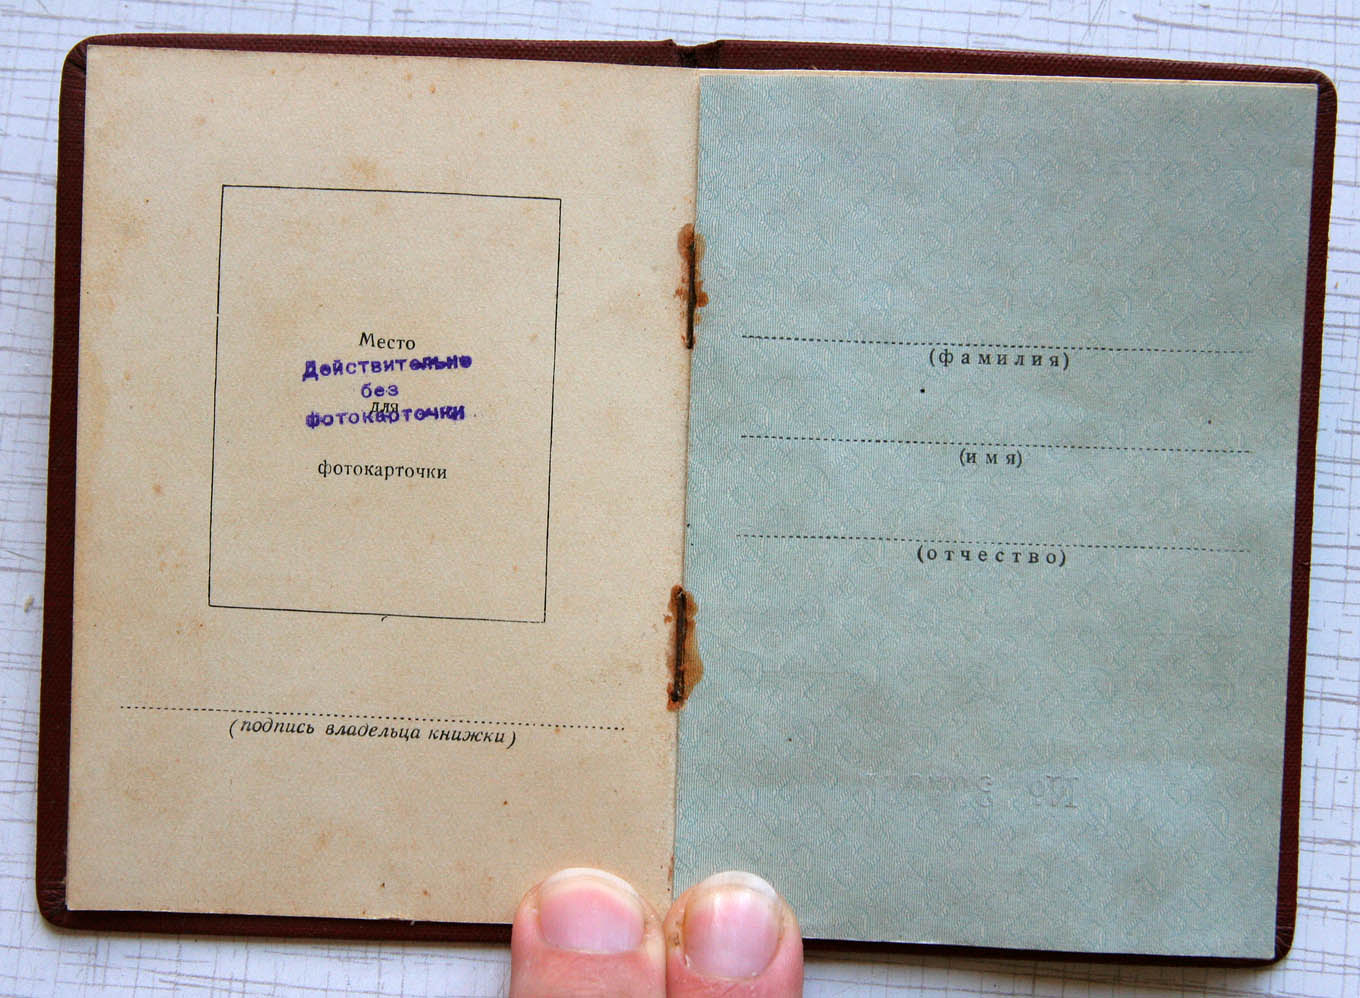 Место
Действительно
без
для
фотокарточки
фотокарточки
(подпись владельца книжки)
(фамилия)
(имя)
(отчество)